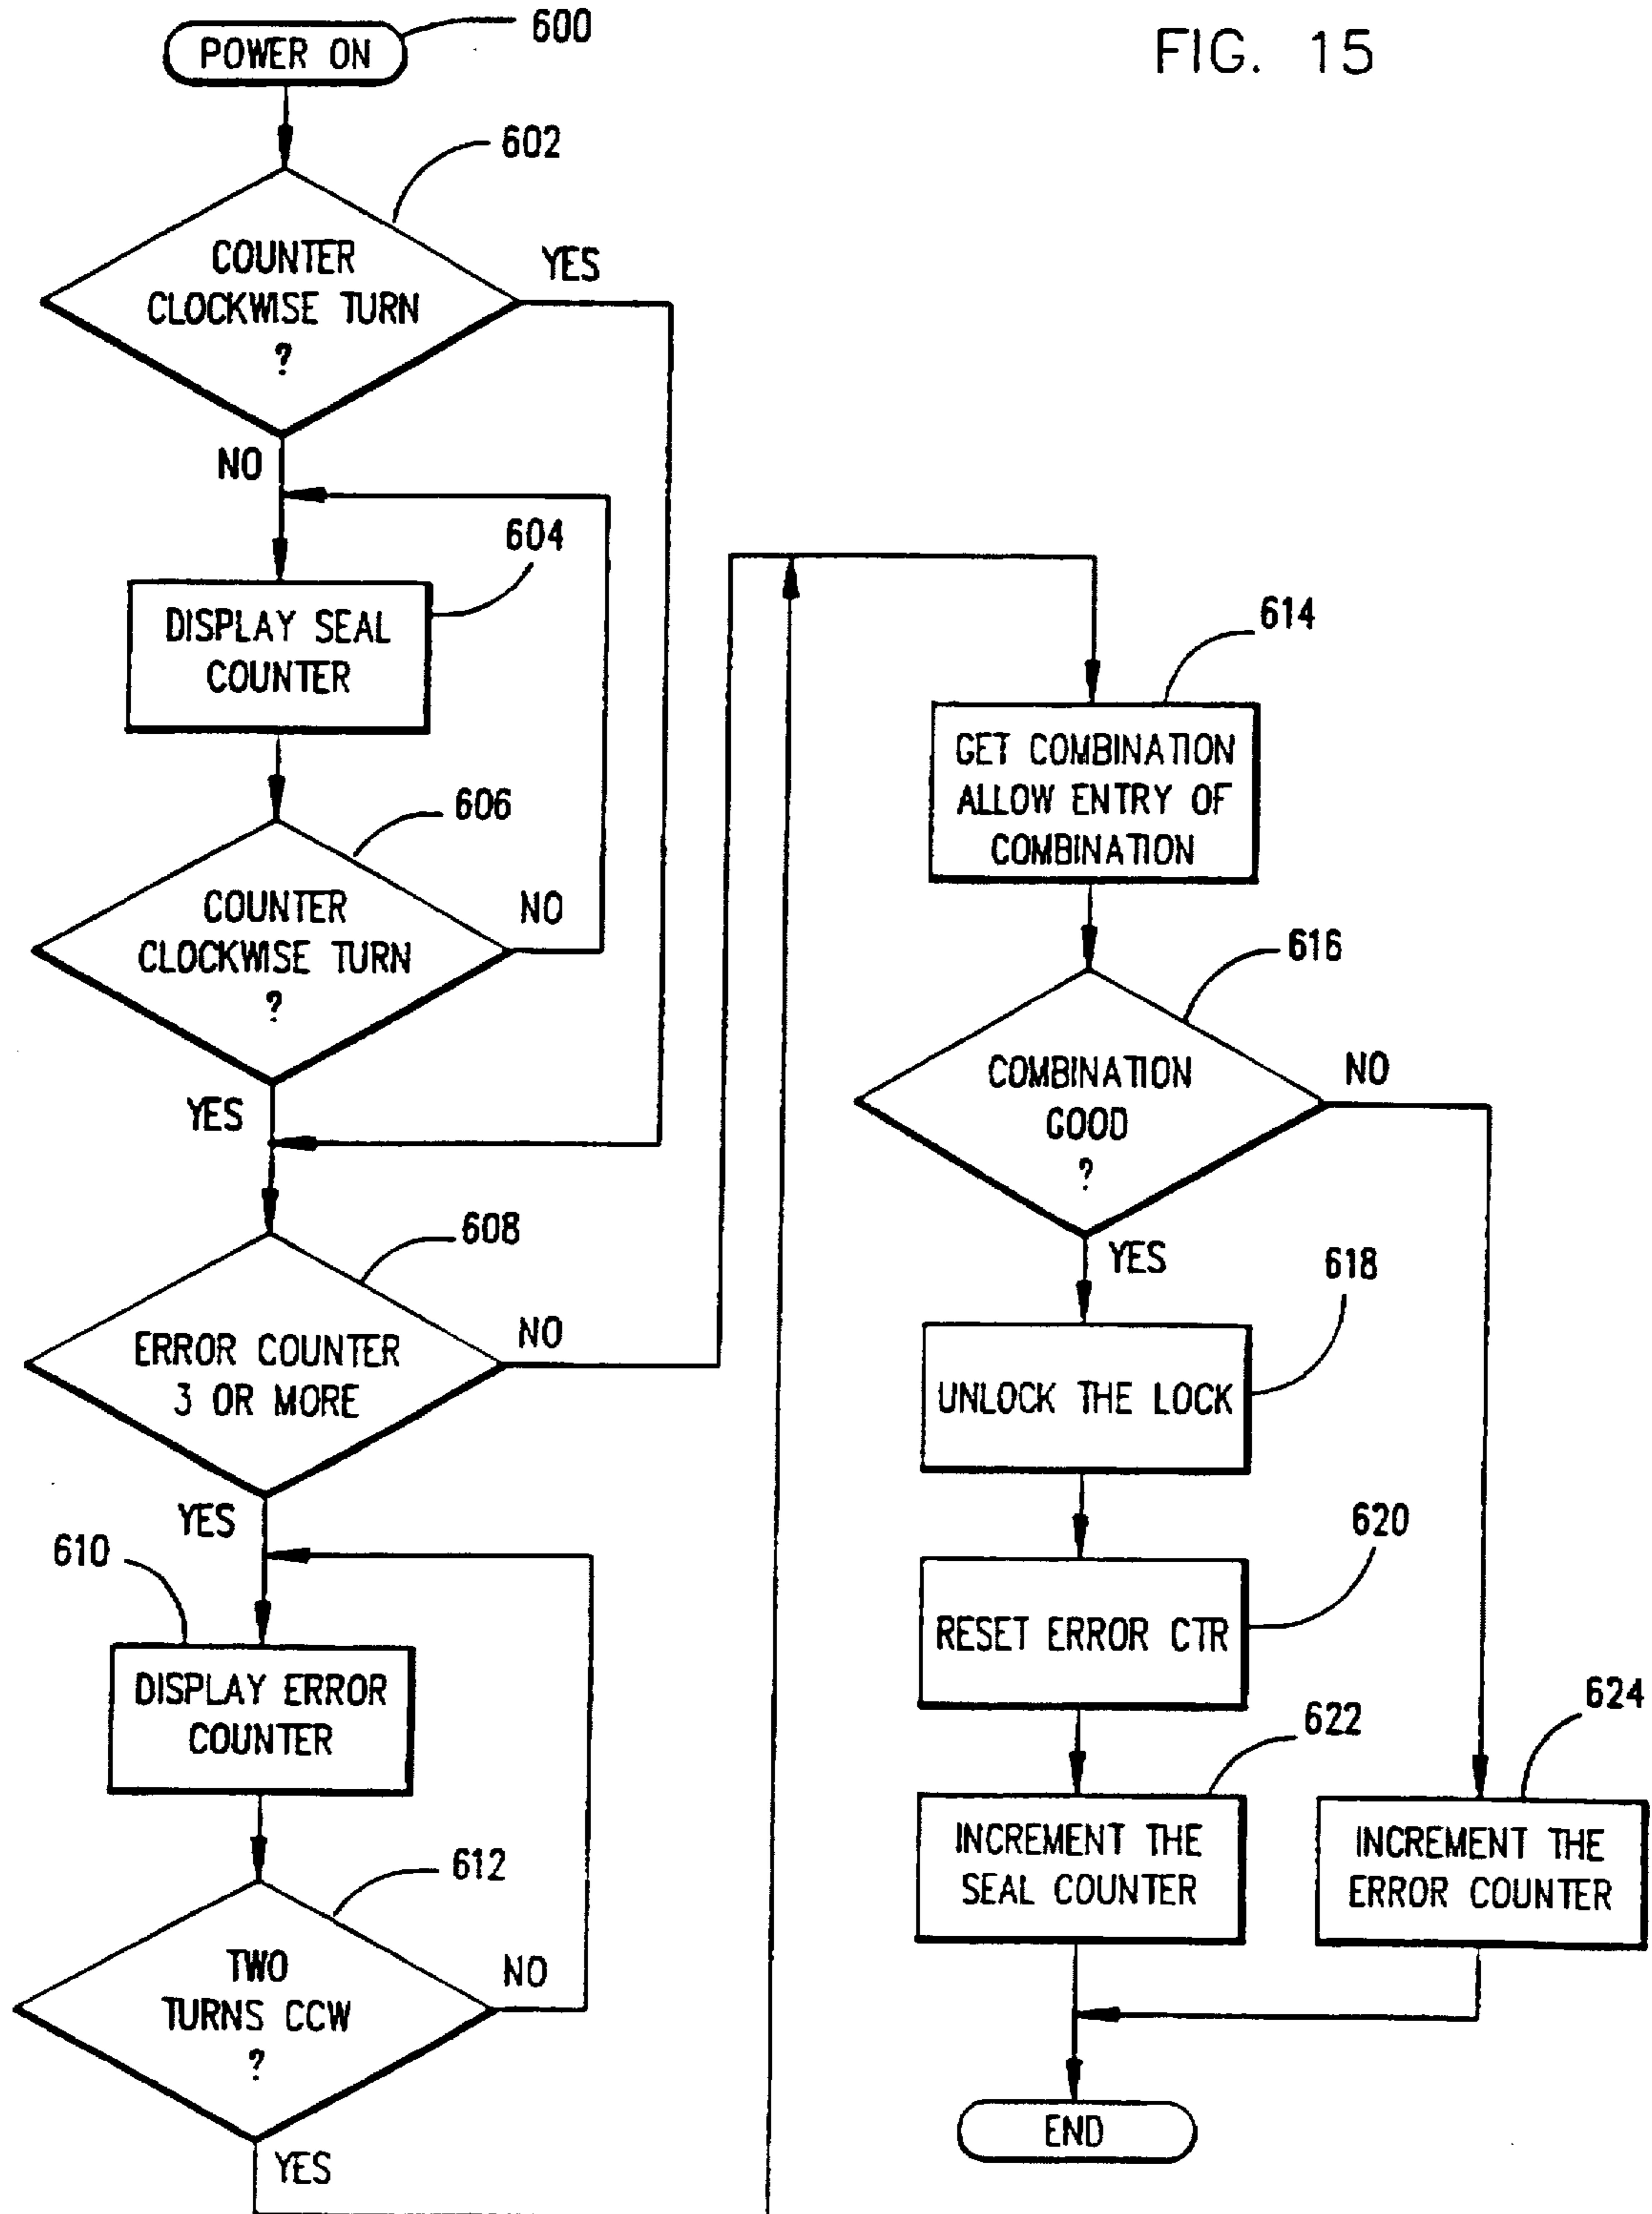 FIG. 15
POWER ON
600
602
COUNTER
CLOCKWISE TURN
?
YES
NO
604
DISPLAY SEAL
COUNTER
606
COUNTER
CLOCKWISE TURN
?
NO
YES
608
ERROR COUNTER
3 OR MORE
NO
YES
610
DISPLAY ERROR
COUNTER
612
TWO
TURNS CCW
?
NO
YES
614
GET COMBINATION
ALLOW ENTRY OF
COMBINATION
616
COMBINATION
GOOD
?
NO
YES
618
UNLOCK THE LOCK
620
RESET ERROR CTR
622
INCREMENT THE
SEAL COUNTER
624
INCREMENT THE
ERROR COUNTER
END